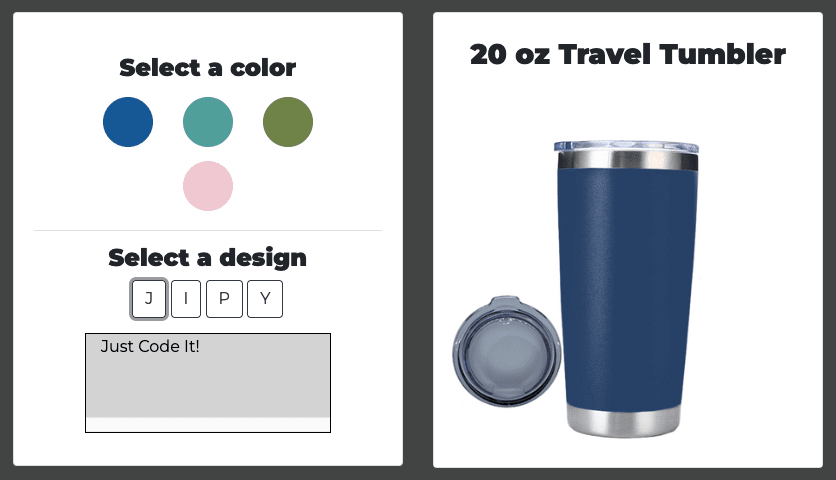 Select a color
Select a design
J I P Y
Just Code It!
20 oz Travel Tumbler